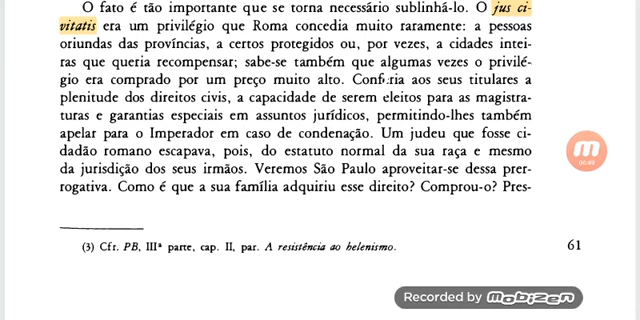 O fato é tão importante que se torna necessário sublinhá-lo. O jus ci-
vitatis era um privilégio que Roma concedia muito raramente: a pessoas
oriundas das províncias, a certos protegidos ou, por vezes, a cidades intei-
ras que queria recompensar; sabe-se também que algumas vezes o privilé-
gio era comprado por um preço muito alto. Conferia aos seus titulares a
plenitude dos direitos civis, a capacidade de serem eleitos para as magistra-
turas e garantias especiais em assuntos jurídicos, permitindo-lhes também
apelar para o Imperador em caso de condenação. Um judeu que fosse ci-
dadão romano escapava, pois, do estatuto normal da sua raça e mesmo
da jurisdição dos seus irmãos. Veremos São Paulo aproveitar-se dessa prer-
rogativa. Como é que a sua família adquiriu esse direito? Comprou-o? Pres-
(3) Cfr. PB, IIIª parte, cap. II, par. A resistência ao helenismo.
61
Recorded by mobizen